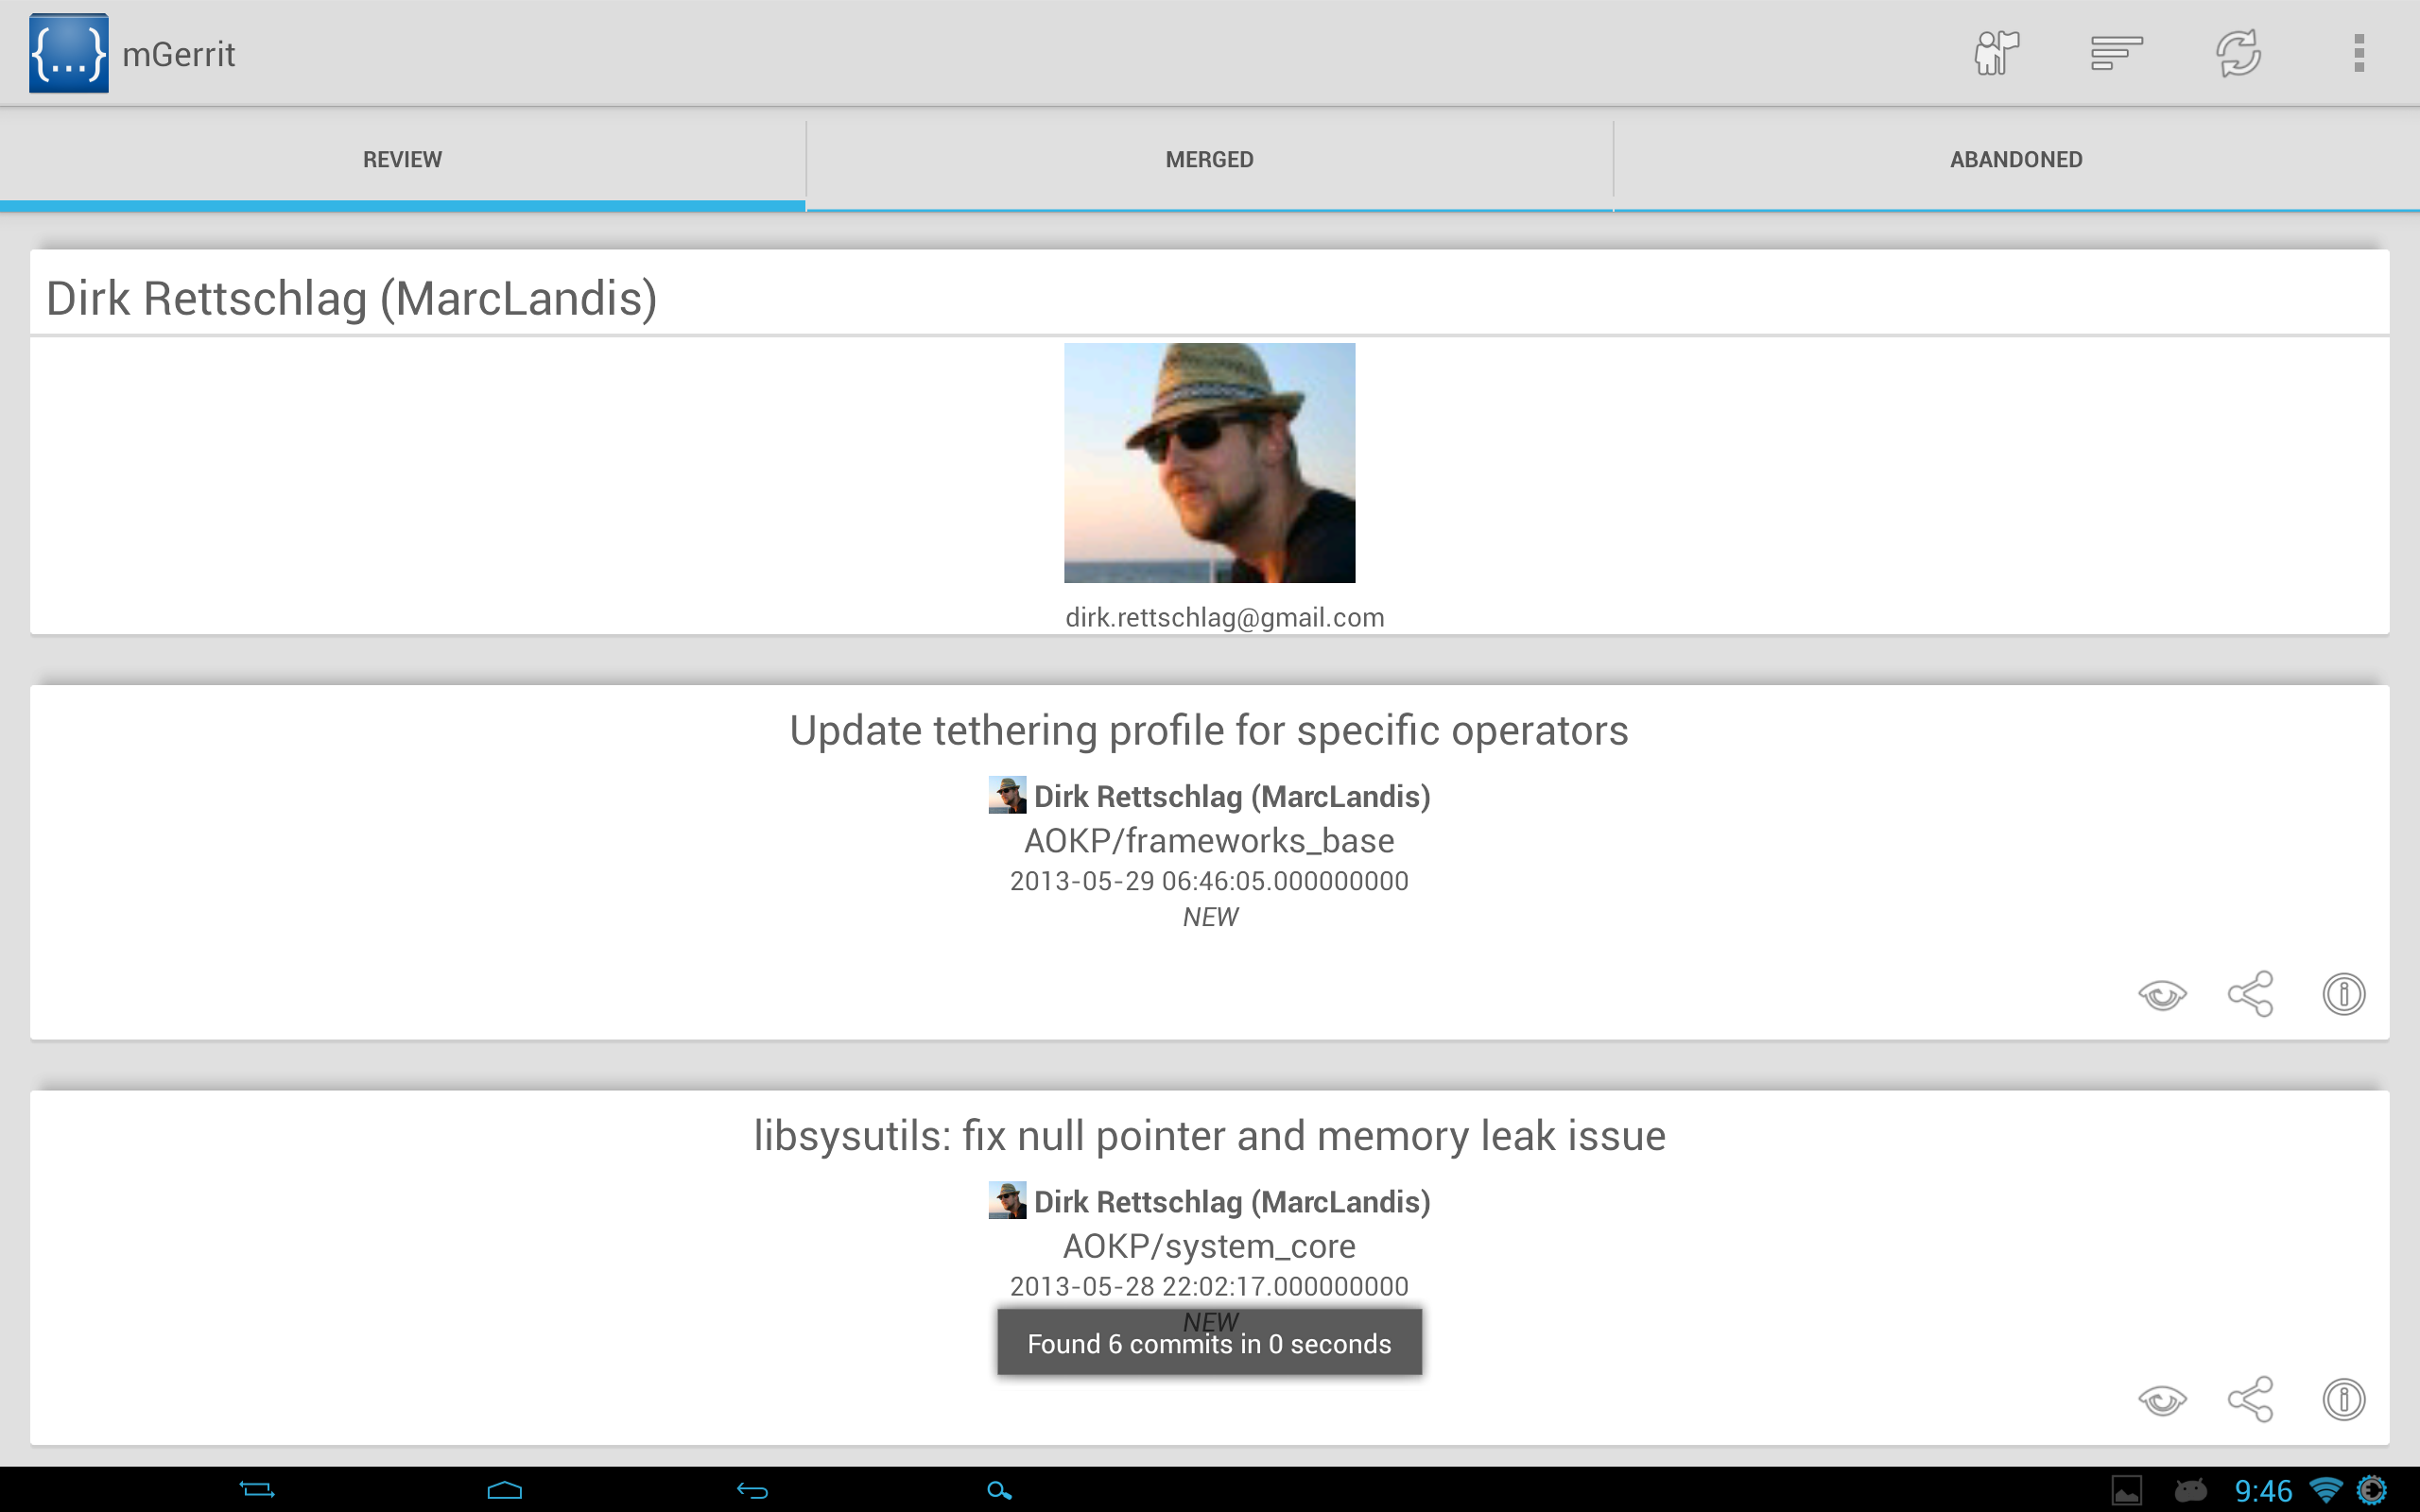 {...} mGerrit
REVIEW
MERGED
ABANDONED
Dirk Rettschlag (MarcLandis)
dirk.rettschlag@gmail.com
Update tethering profile for specific operators
Dirk Rettschlag (MarcLandis)
AOKP/frameworks_base
2013-05-29 06:46:05.000000000
NEW
libsysutils: fix null pointer and memory leak issue
Dirk Rettschlag (MarcLandis)
AOKP/system_core
2013-05-28 22:02:17.000000000
NEW
Found 6 commits in 0 seconds
9:46